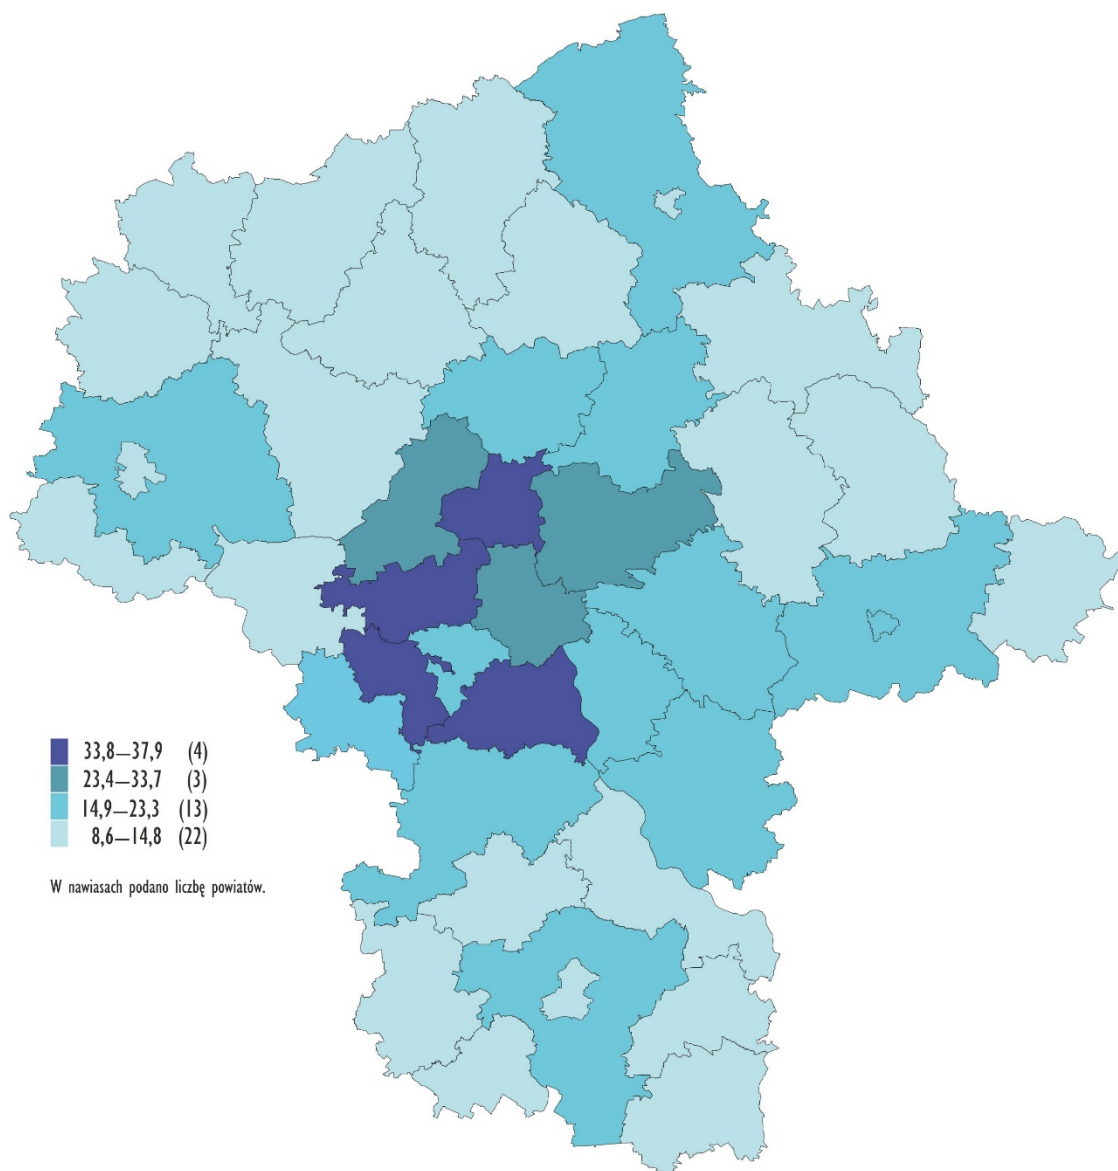 33,8—37,9 (4)
23,4—33,7 (3)
14,9—23,3 (13)
8,6—14,8 (22)
W nawiasach podano liczbę powiatów.